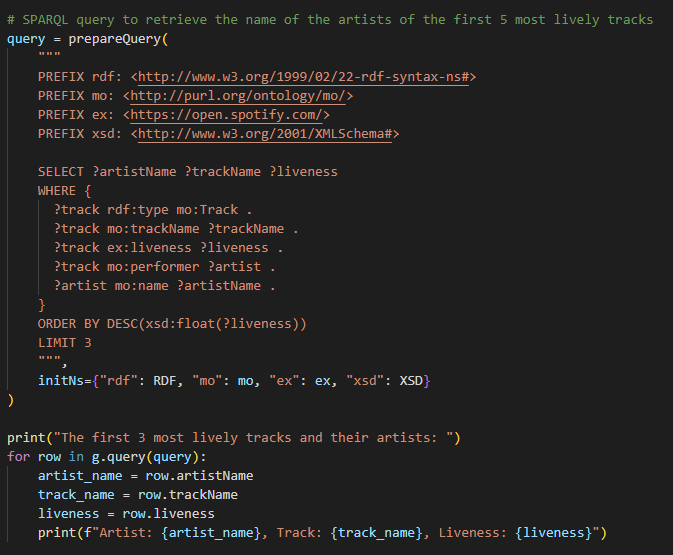 # SPARQL query to retrieve the name of the artists of the first 5 most lively tracks
query = prepareQuery(
    """
    PREFIX rdf: <http://www.w3.org/1999/02/22-rdf-syntax-ns#>
    PREFIX mo: <http://purl.org/ontology/mo/>
    PREFIX ex: <https://open.spotify.com/>
    PREFIX xsd: <http://www.w3.org/2001/XMLSchema#>

    SELECT ?artistName ?trackName ?liveness
    WHERE {
      ?track rdf:type mo:Track .
      ?track mo:trackName ?trackName .
      ?track ex:liveness ?liveness .
      ?track mo:performer ?artist .
      ?artist mo:name ?artistName .
    }
    ORDER BY DESC(xsd:float(?liveness))
    LIMIT 3
    """,
    initNs={"rdf": RDF, "mo": mo, "ex": ex, "xsd": XSD}
)

print("The first 3 most lively tracks and their artists: ")
for row in g.query(query):
    artist_name = row.artistName
    track_name = row.trackName
    liveness = row.liveness
    print(f"Artist: {artist_name}, Track: {track_name}, Liveness: {liveness}")